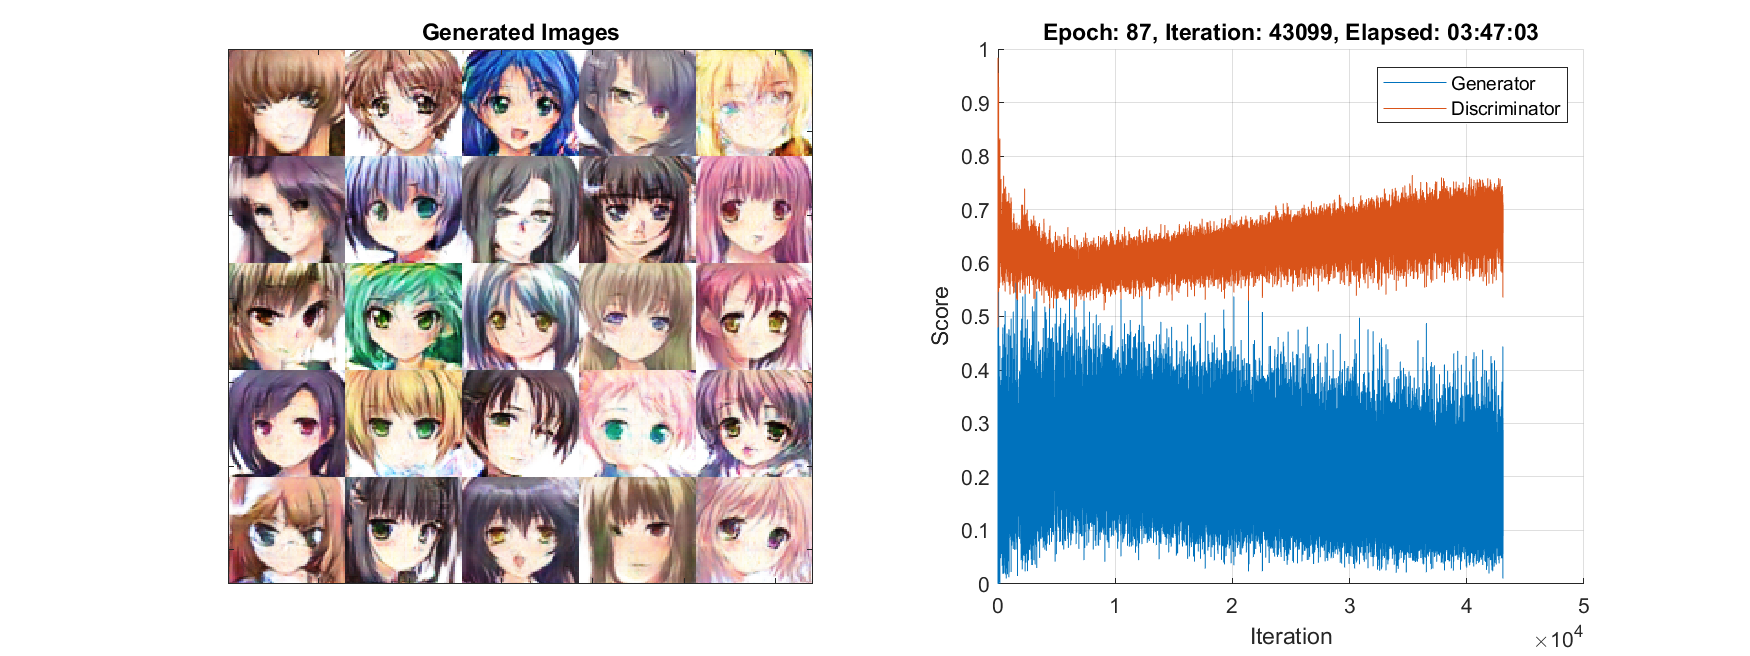 Generated Images
Epoch: 87, Iteration: 43099, Elapsed: 03:47:03
1
0.9
0.8
0.7
0.6
0.5
0.4
0.3
0.2
0.1
0
Score
Generator
Discriminator
0 1 2 3 4 5
Iteration
×10⁴